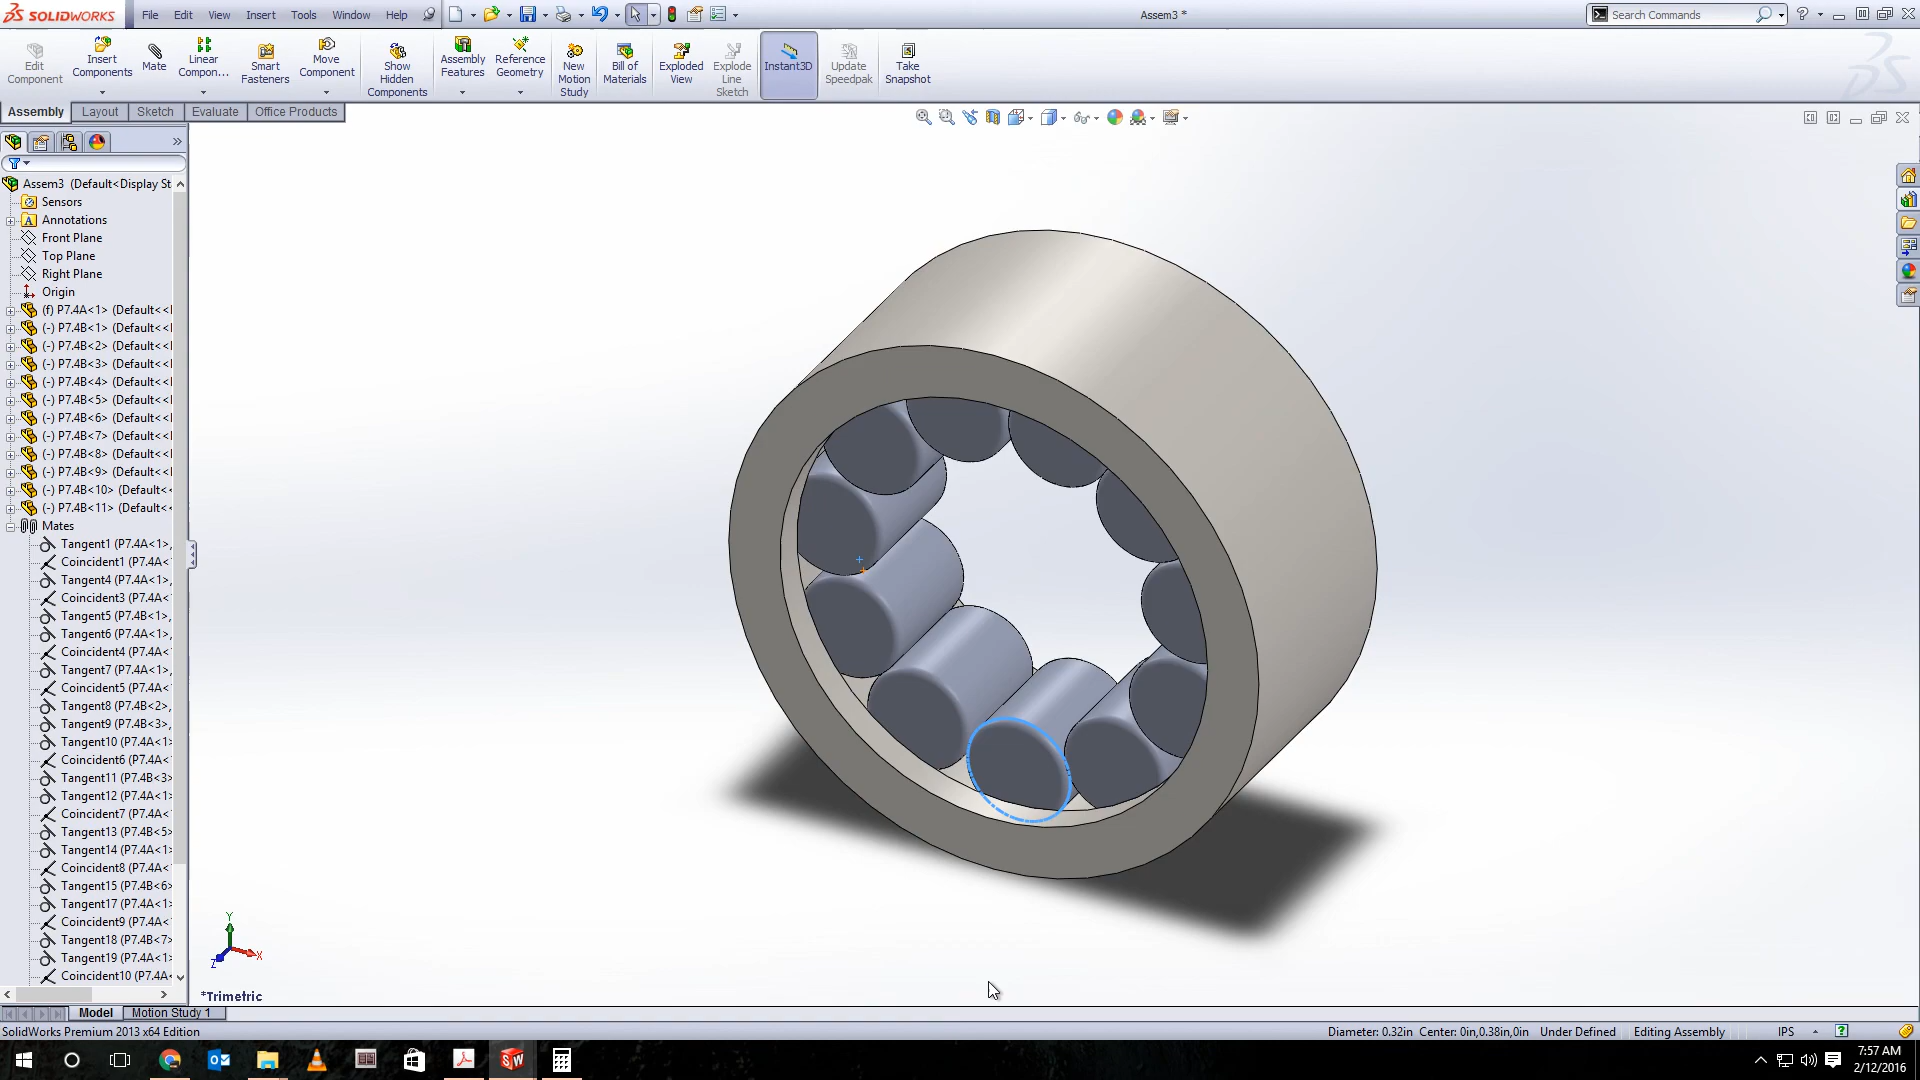 SOLIDWORKS File Edit View Insert Tools Window Help Assem3 * Search Commands
Edit Component
Insert Components
Mate
Linear Compon...
Smart Fasteners
Move Component
Show Hidden Components
Assembly Features
Reference Geometry
New Motion Study
Bill of Materials
Exploded View
Explode Line Sketch
Instant3D
Update Speedpak
Take Snapshot
Assembly Layout Sketch Evaluate Office Products
Assem3 (Default<Display St
Sensors
Annotations
Front Plane
Top Plane
Right Plane
Origin
(f) P7.4A<1> (Default<<
(-) P7.4B<1> (Default<<
(-) P7.4B<2> (Default<<
(-) P7.4B<3> (Default<<
(-) P7.4B<4> (Default<<
(-) P7.4B<5> (Default<<
(-) P7.4B<6> (Default<<
(-) P7.4B<7> (Default<<
(-) P7.4B<8> (Default<<
(-) P7.4B<9> (Default<<
(-) P7.4B<10> (Default<
(-) P7.4B<11> (Default<
Mates
Tangent1 (P7.4A<1>,
Coincident1 (P7.4A<
Tangent4 (P7.4A<1>,
Coincident3 (P7.4A<
Tangent5 (P7.4B<1>,
Tangent6 (P7.4A<1>,
Coincident4 (P7.4A<
Tangent7 (P7.4A<1>,
Coincident5 (P7.4A<
Tangent8 (P7.4B<2>,
Tangent9 (P7.4B<3>,
Tangent10 (P7.4A<1>
Coincident6 (P7.4A<
Tangent11 (P7.4B<3>
Tangent12 (P7.4A<1>
Coincident7 (P7.4A<
Tangent13 (P7.4B<5>
Tangent14 (P7.4A<1>
Coincident8 (P7.4A<
Tangent15 (P7.4B<6>
Tangent17 (P7.4A<1>
Coincident9 (P7.4A<
Tangent18 (P7.4B<7>
Tangent19 (P7.4A<1>
Coincident10 (P7.4A<
Y
X
Z
*Trimetric
Model Motion Study 1
SolidWorks Premium 2013 x64 Edition Diameter: 0.32in Center: 0in,0.38in,0in Under Defined Editing Assembly IPS
7:57 AM
2/12/2016